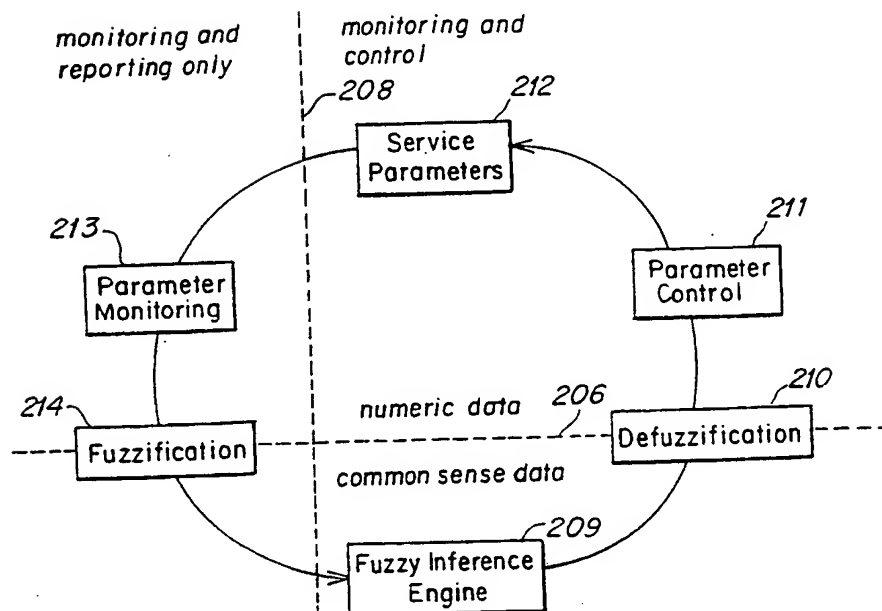 monitoring and
reporting only
monitoring and
control
208
212
Service
Parameters
213
211
Parameter
Monitoring
Parameter
Control
214
numeric data
206
210
Fuzzification
Defuzzification
common sense data
209
Fuzzy Inference
Engine